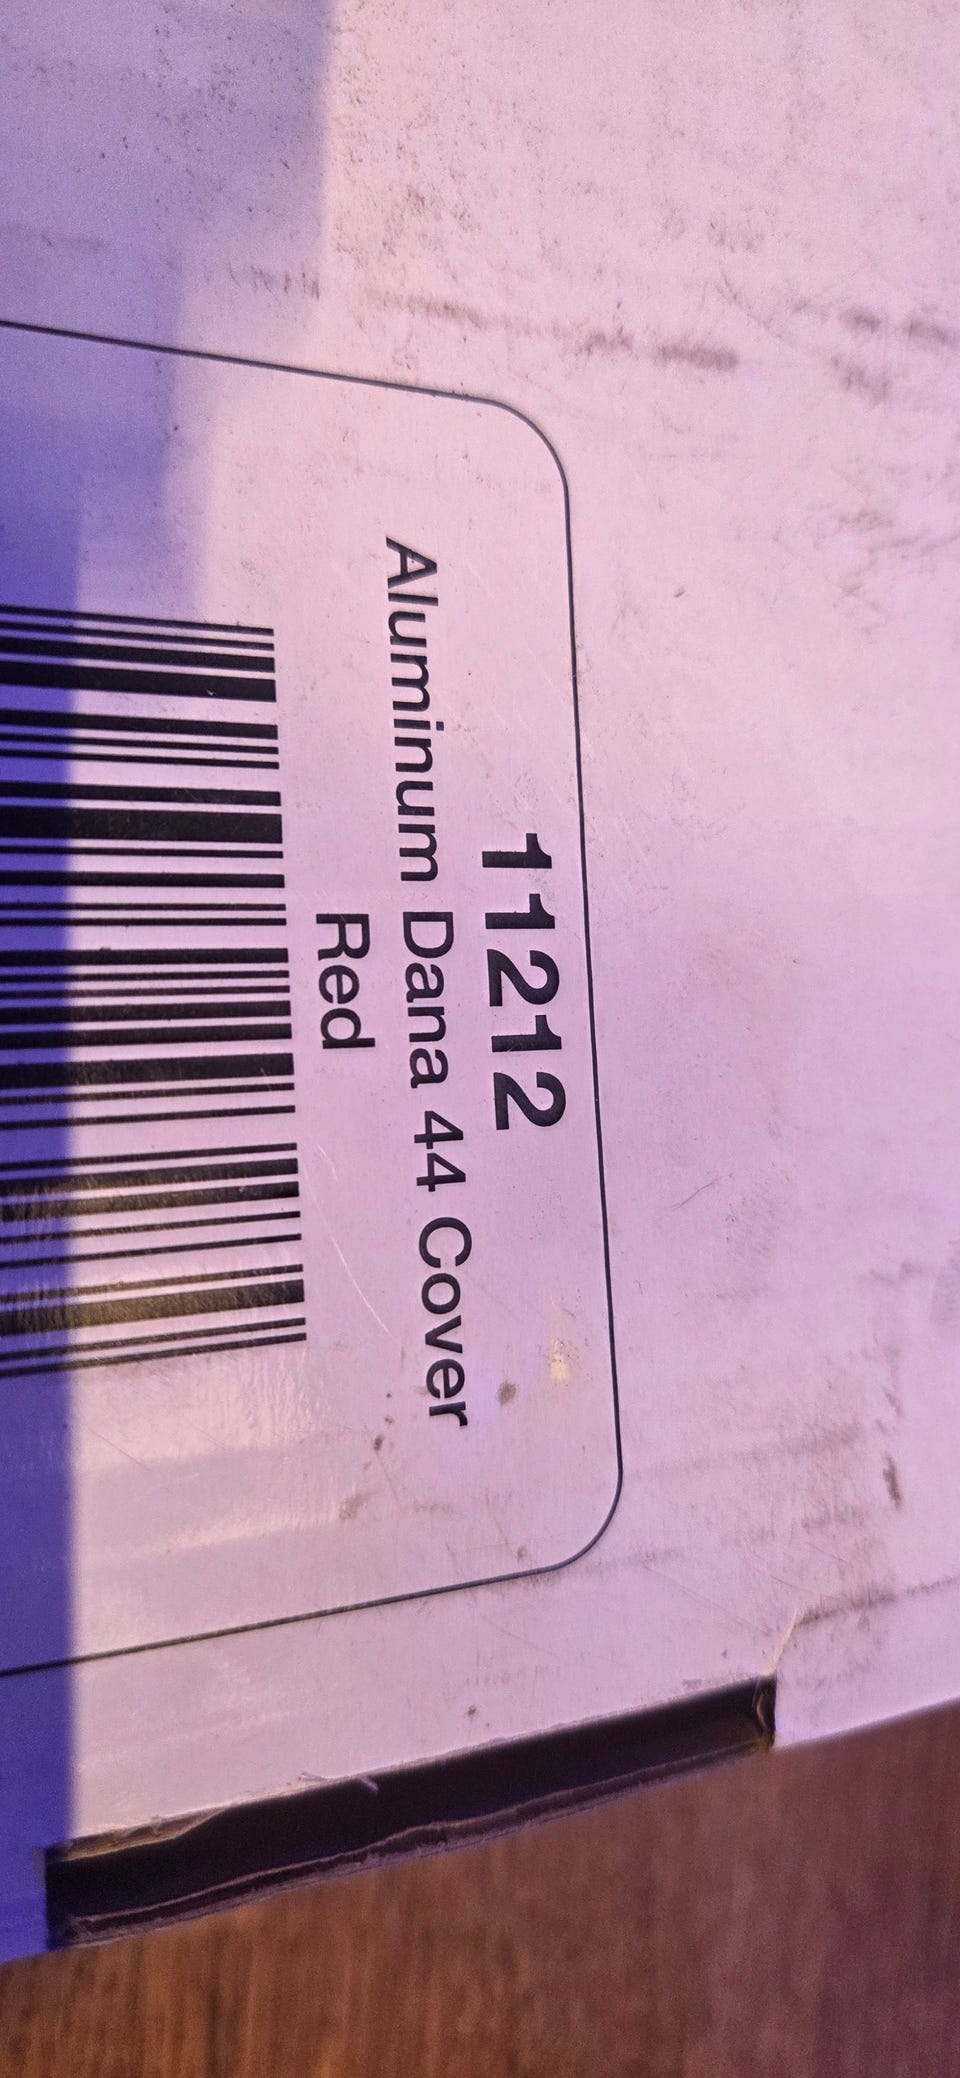 11212
Aluminum Dana 44 Cover
Red